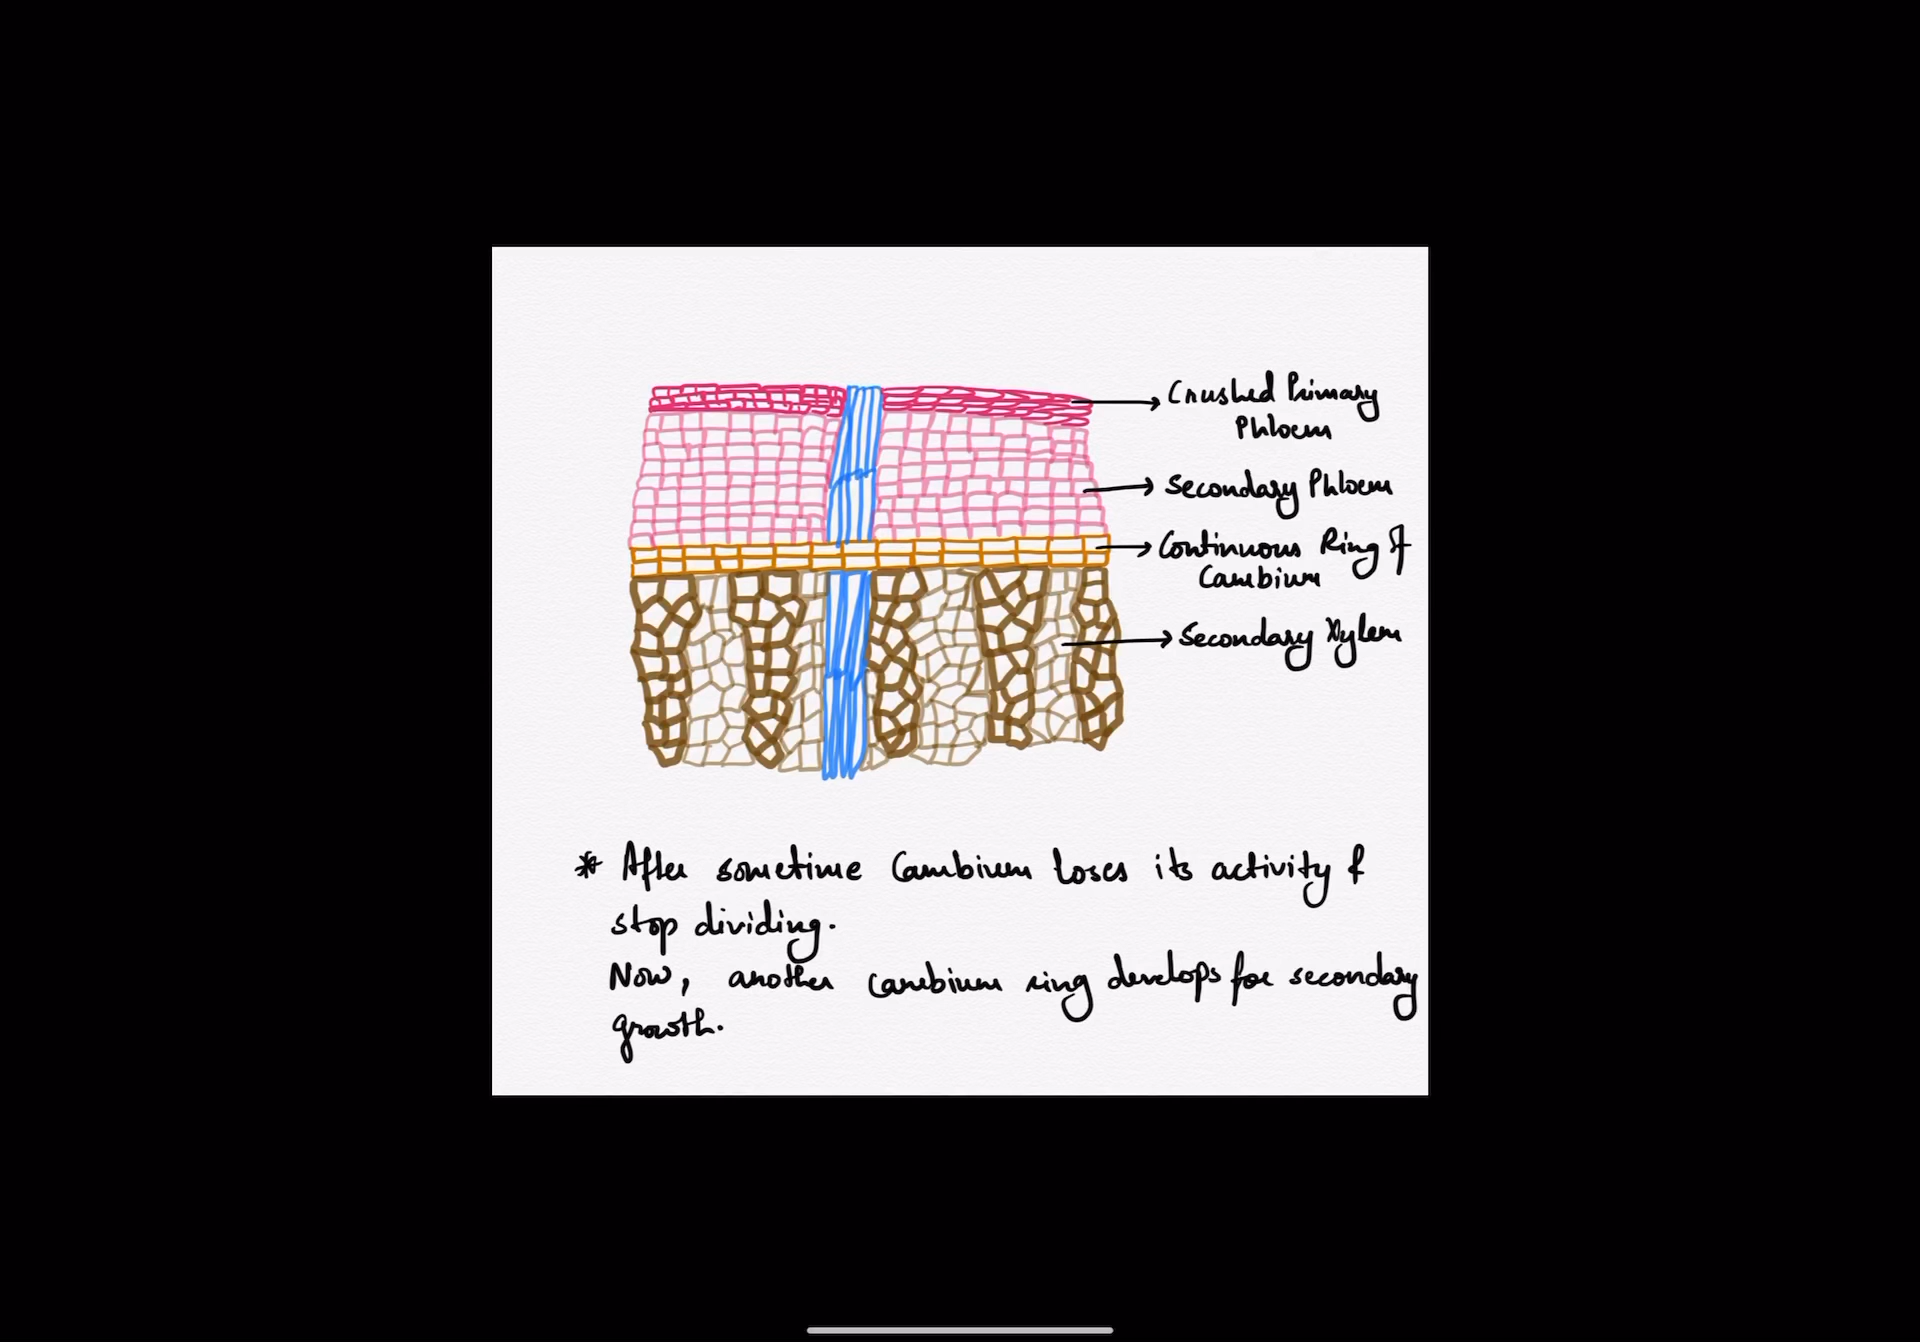 Crushed Primary
Phloem
Secondary Phloem
Continuous Ring of
Cambium
Secondary Xylem
* After sometime Cambium loses its activity &
stop dividing.
Now, another cambium ring develops for secondary
growth.